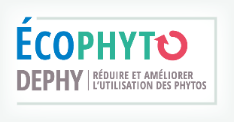 ÉCOPHYTO
DEPHY
RÉDUIRE ET AMÉLIORER
L'UTILISATION DES PHYTOS